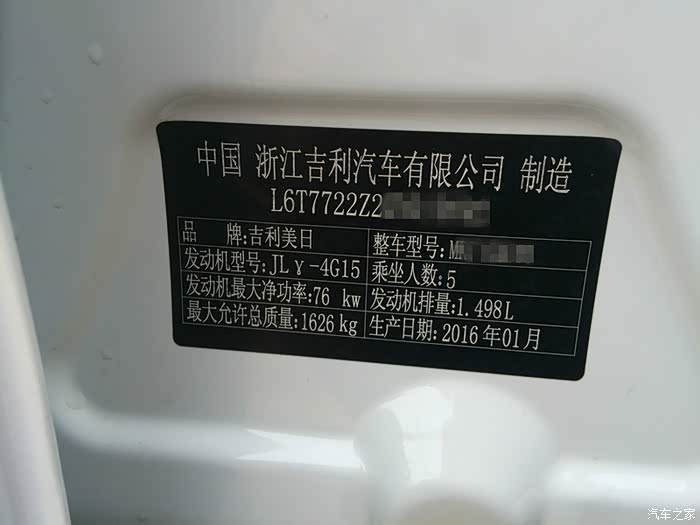 中国 浙江吉利汽车有限公司 制造
L6T7722Z2
品 牌:吉利美日 整车型号:M
发动机型号:JLγ-4G15 乘坐人数:5
发动机最大净功率:76 kw 发动机排量:1.498L
最大允许总质量:1626kg 生产日期:2016年01月
汽车之家